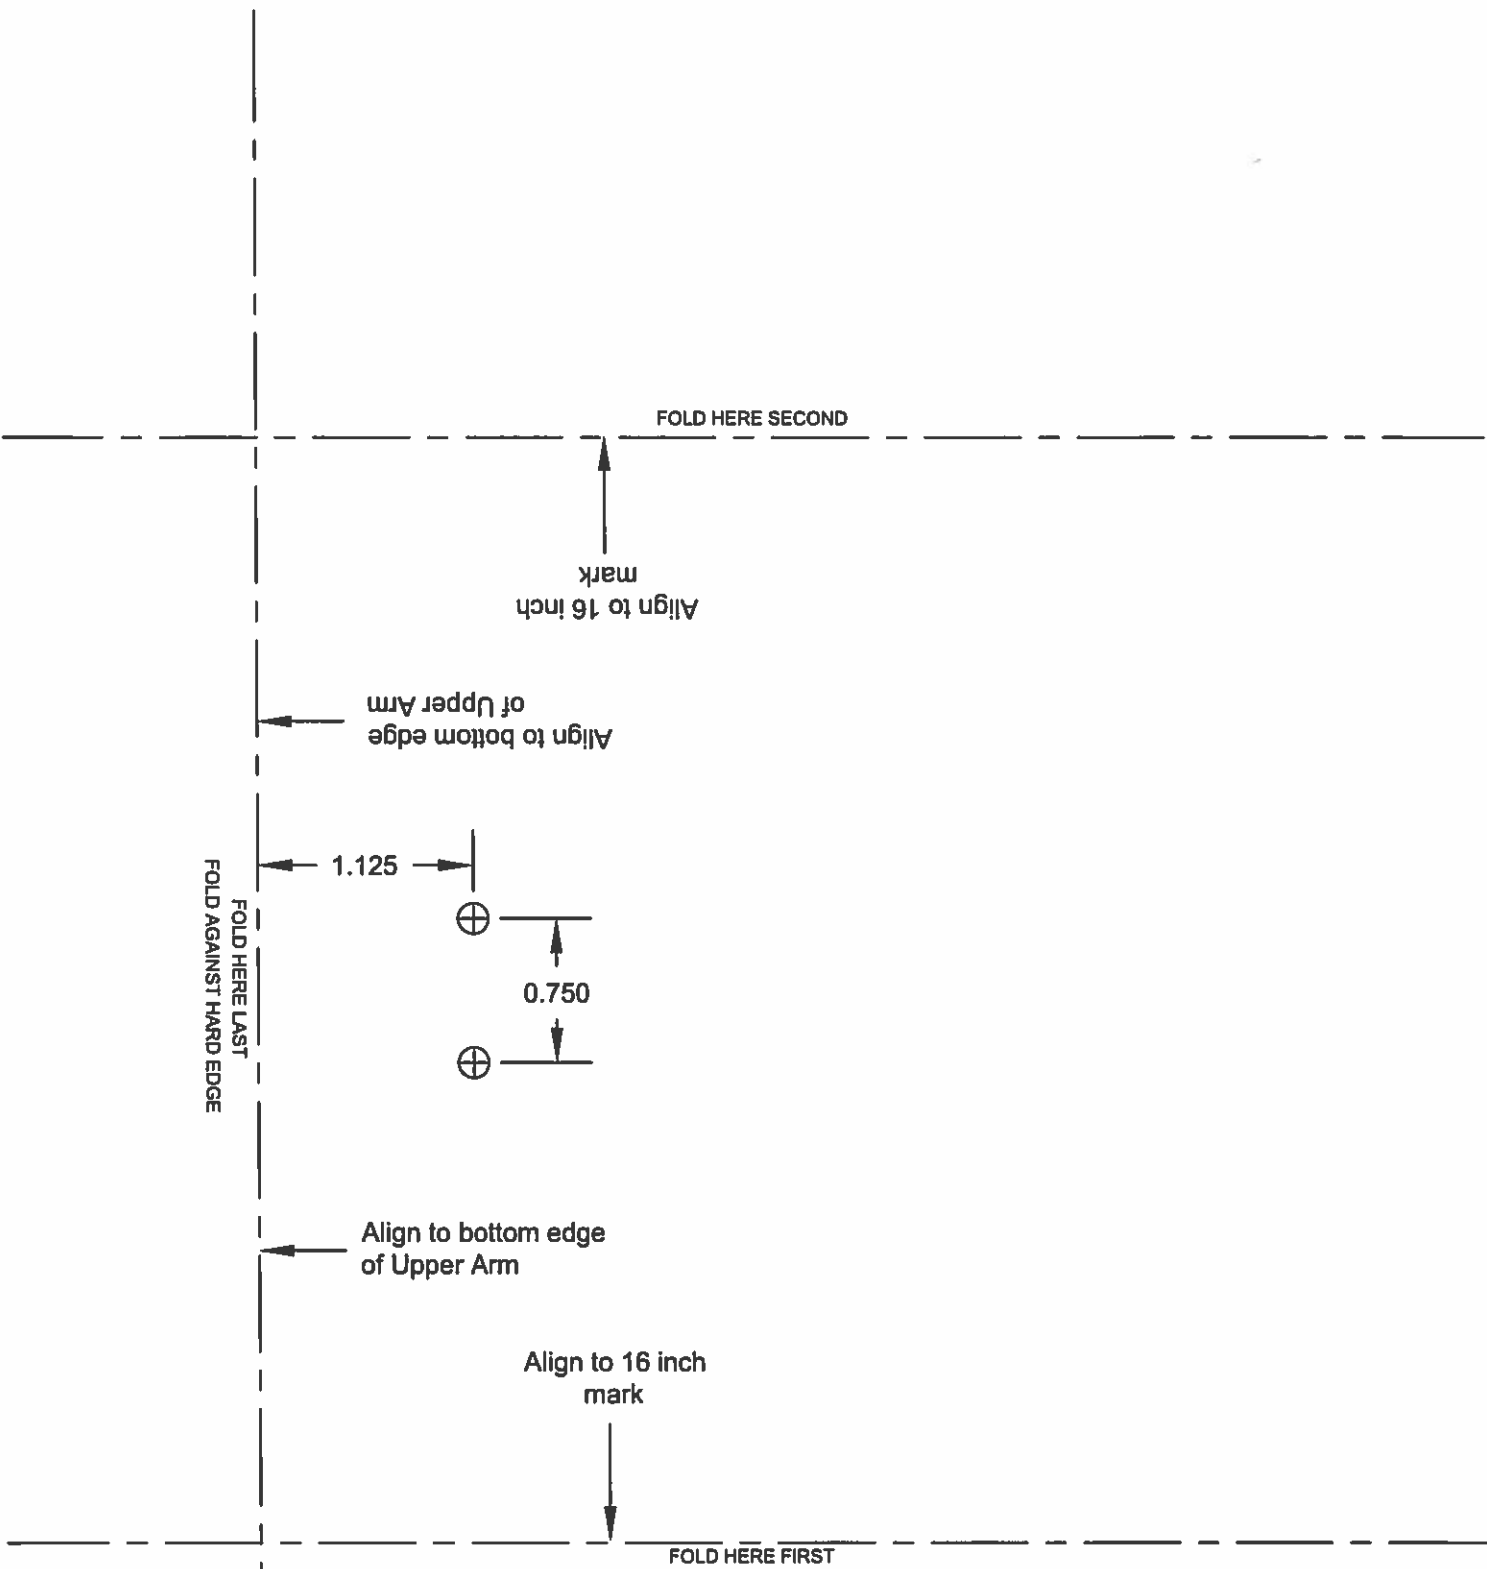 FOLD HERE SECOND
Align to 16 inch
mark
Align to bottom edge
of Upper Arm
1.125
FOLD HERE LAST
FOLD AGAINST HARD EDGE
0.750
Align to bottom edge
of Upper Arm
Align to 16 inch
mark
FOLD HERE FIRST